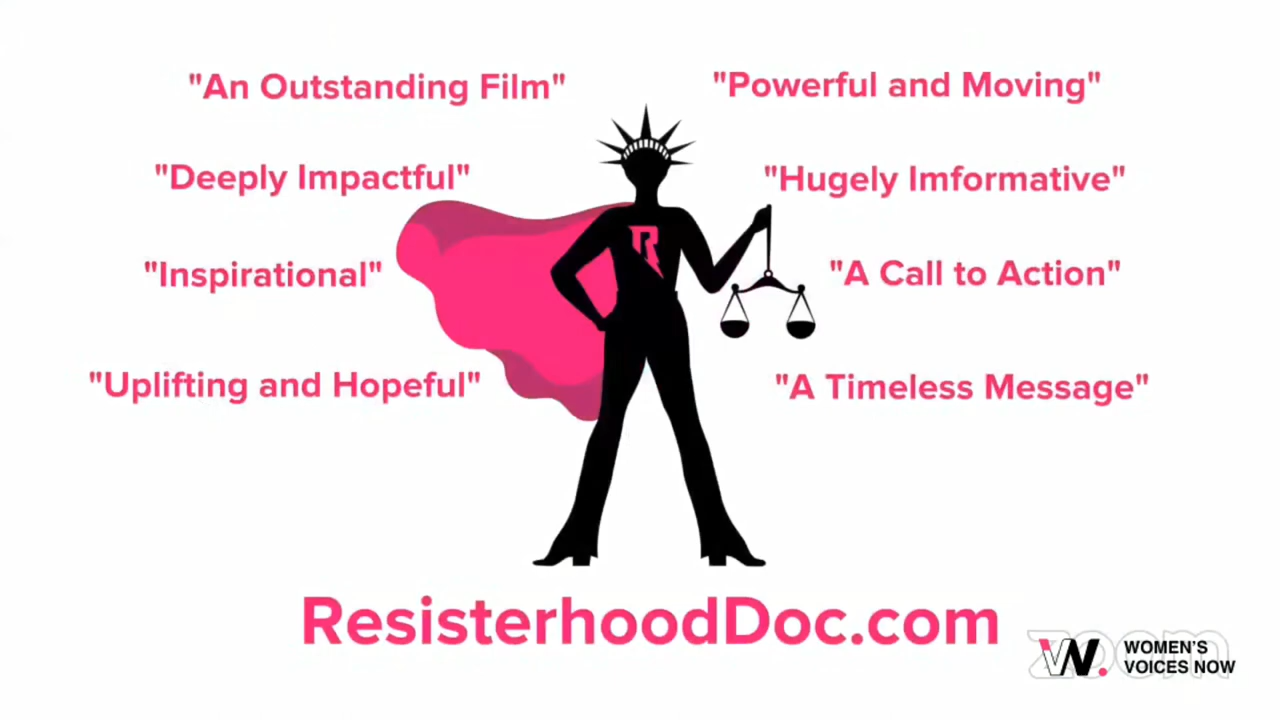 "An Outstanding Film"
"Powerful and Moving"
"Deeply Impactful"
"Hugely Imformative"
"Inspirational"
"A Call to Action"
"Uplifting and Hopeful"
"A Timeless Message"
R
ResisterhoodDoc.com
zoom
W.
WOMEN'S
VOICES NOW